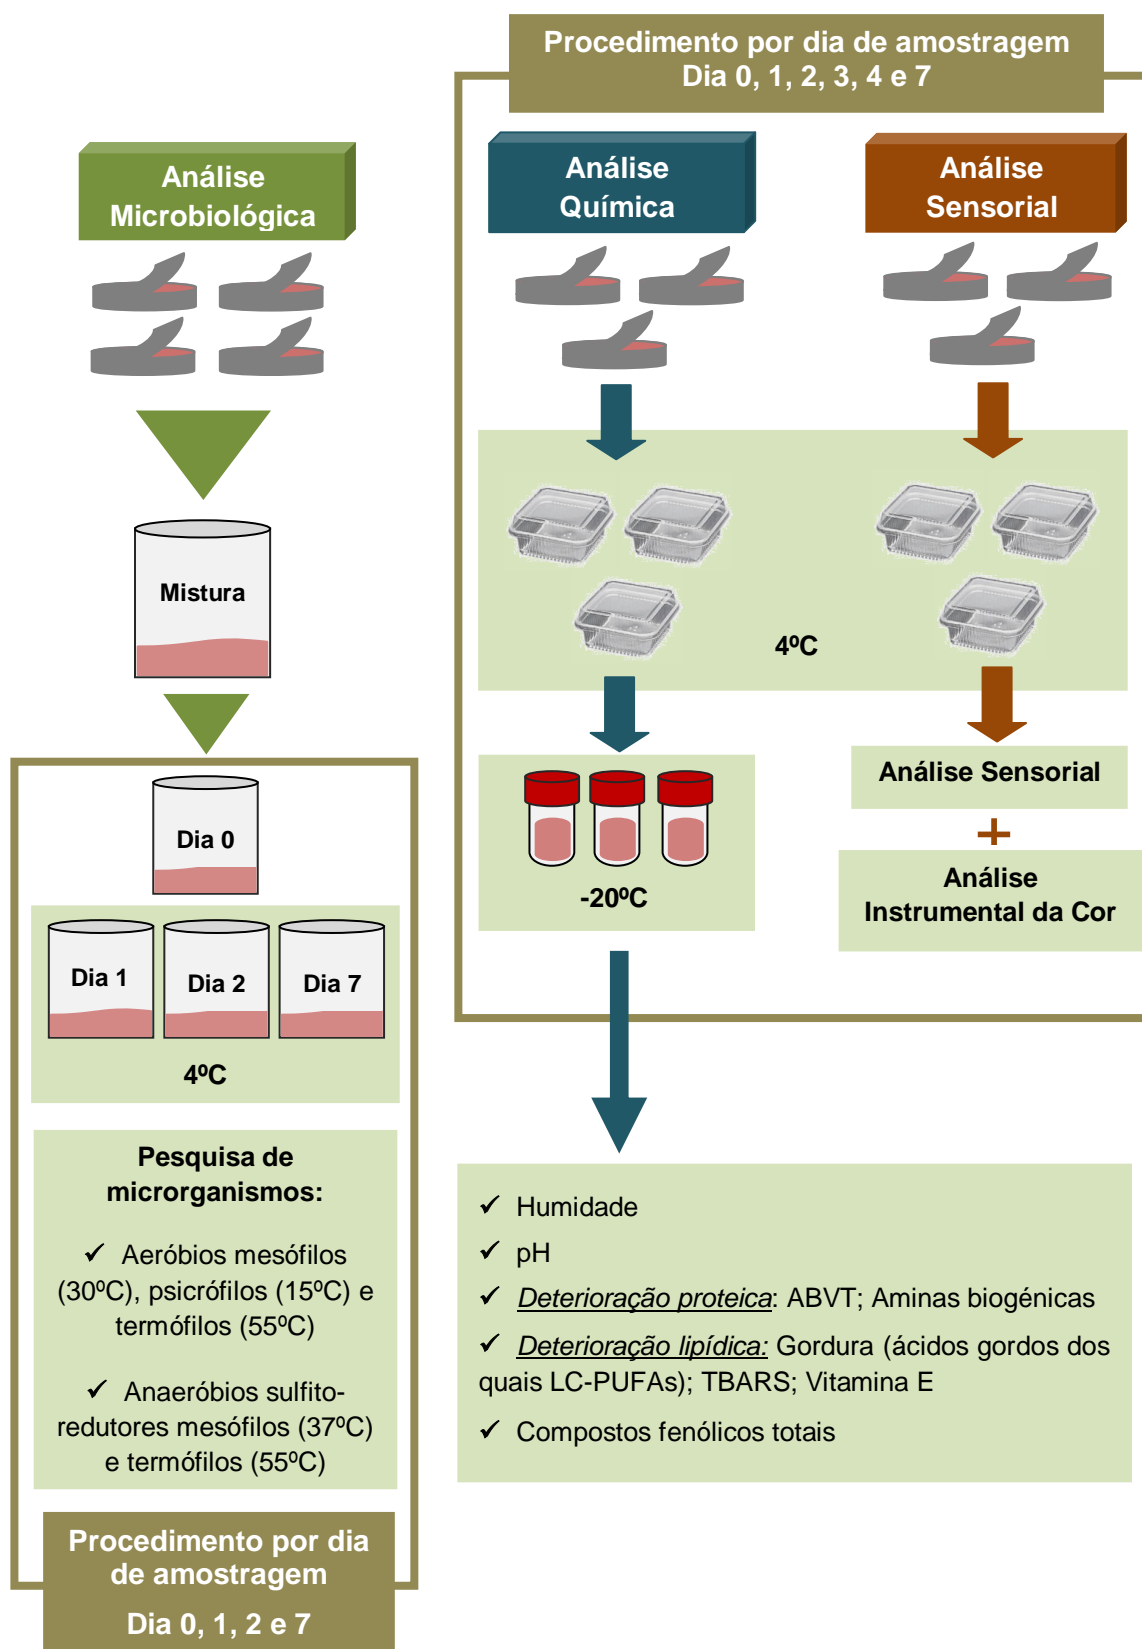 Procedimento por dia de amostragem
Dia 0, 1, 2, 3, 4 e 7
Análise
Microbiológica
Análise
Química
Análise
Sensorial
Mistura
4ºC
Dia 0
Dia 1
Dia 2
Dia 7
4ºC
-20ºC
Análise Sensorial
+
Análise
Instrumental da Cor
Pesquisa de
microrganismos:
✓ Aeróbios mesófilos
(30ºC), psicrófilos (15ºC) e
termófilos (55ºC)
✓ Anaeróbios sulfito-
redutores mesófilos (37ºC)
e termófilos (55ºC)
Procedimento por dia
de amostragem
Dia 0, 1, 2 e 7
✓ Humidade
✓ pH
✓ Deterioração proteica: ABVT; Aminas biogénicas
✓ Deterioração lipídica: Gordura (ácidos gordos dos
quais LC-PUFAs); TBARS; Vitamina E
✓ Compostos fenólicos totais